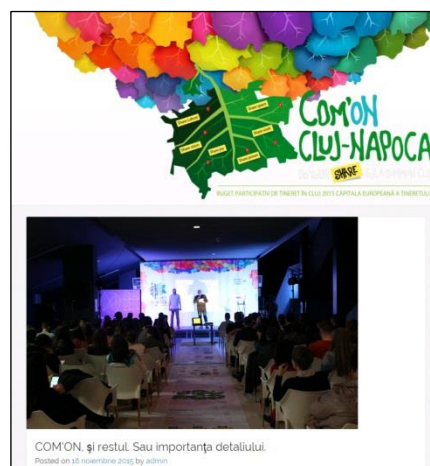 COM'ON
CLUJ-NAPOCA
SHARE
BUGET PARTICIPATIV DE TINERET ÎN CLUJ 2015 CAPITALA EUROPEANĂ A TINERETULUI
COM'ON, și restul. Sau importanța detaliului.
Posted on 16 noiembrie 2015 by admin